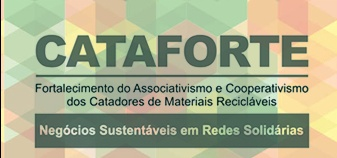 CATAFORTE
Fortalecimento do Associativismo e Cooperativismo
dos Catadores de Materiais Recicláveis
Negócios Sustentáveis em Redes Solidárias